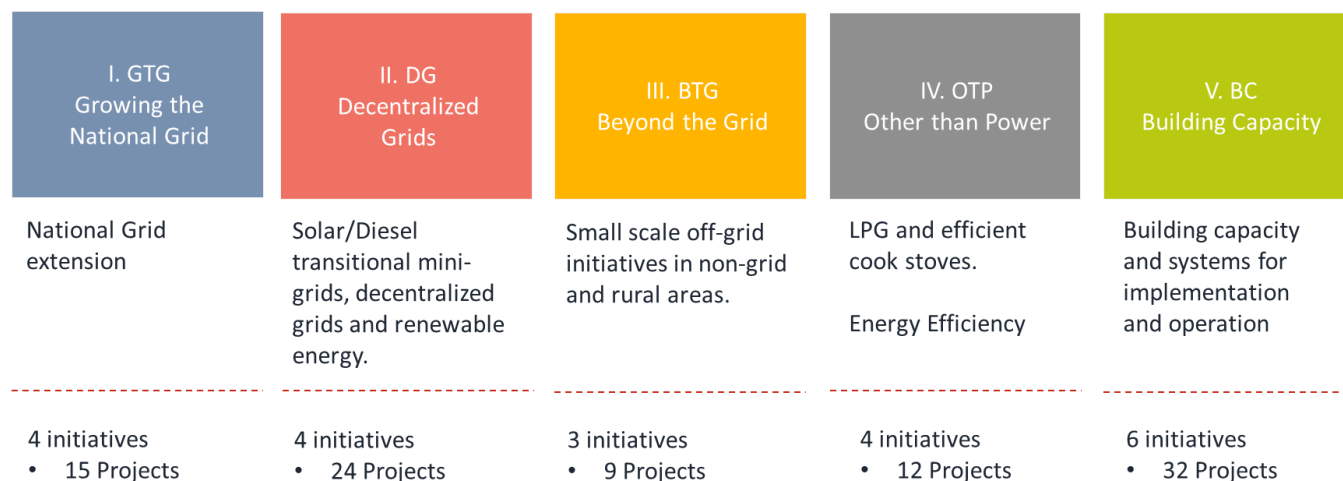 I. GTG
Growing the
National Grid
II. DG
Decentralized
Grids
III. BTG
Beyond the Grid
IV. OTP
Other than Power
V. BC
Building Capacity
National Grid
extension
Solar/Diesel
transitional mini-
grids, decentralized
grids and renewable
energy.
Small scale off-grid
initiatives in non-grid
and rural areas.
LPG and efficient
cook stoves.
Energy Efficiency
Building capacity
and systems for
implementation
and operation
4 initiatives
• 15 Projects
4 initiatives
• 24 Projects
3 initiatives
• 9 Projects
4 initiatives
• 12 Projects
6 initiatives
• 32 Projects